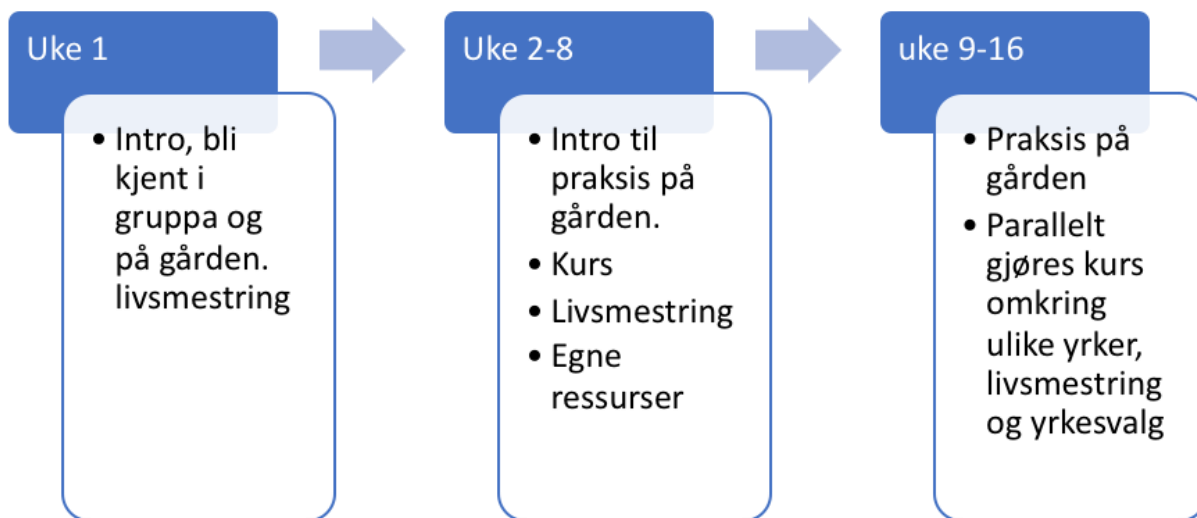 Uke 1
• Intro, bli
kjent i
gruppa og
på gården.
livsmestring
Uke 2-8
• Intro til
praksis på
gården.
• Kurs
• Livsmestring
• Egne
ressurser
uke 9-16
• Praksis på
gården
• Parallelt
gjøres kurs
omkring
ulike yrker,
livsmestring
og yrkesvalg